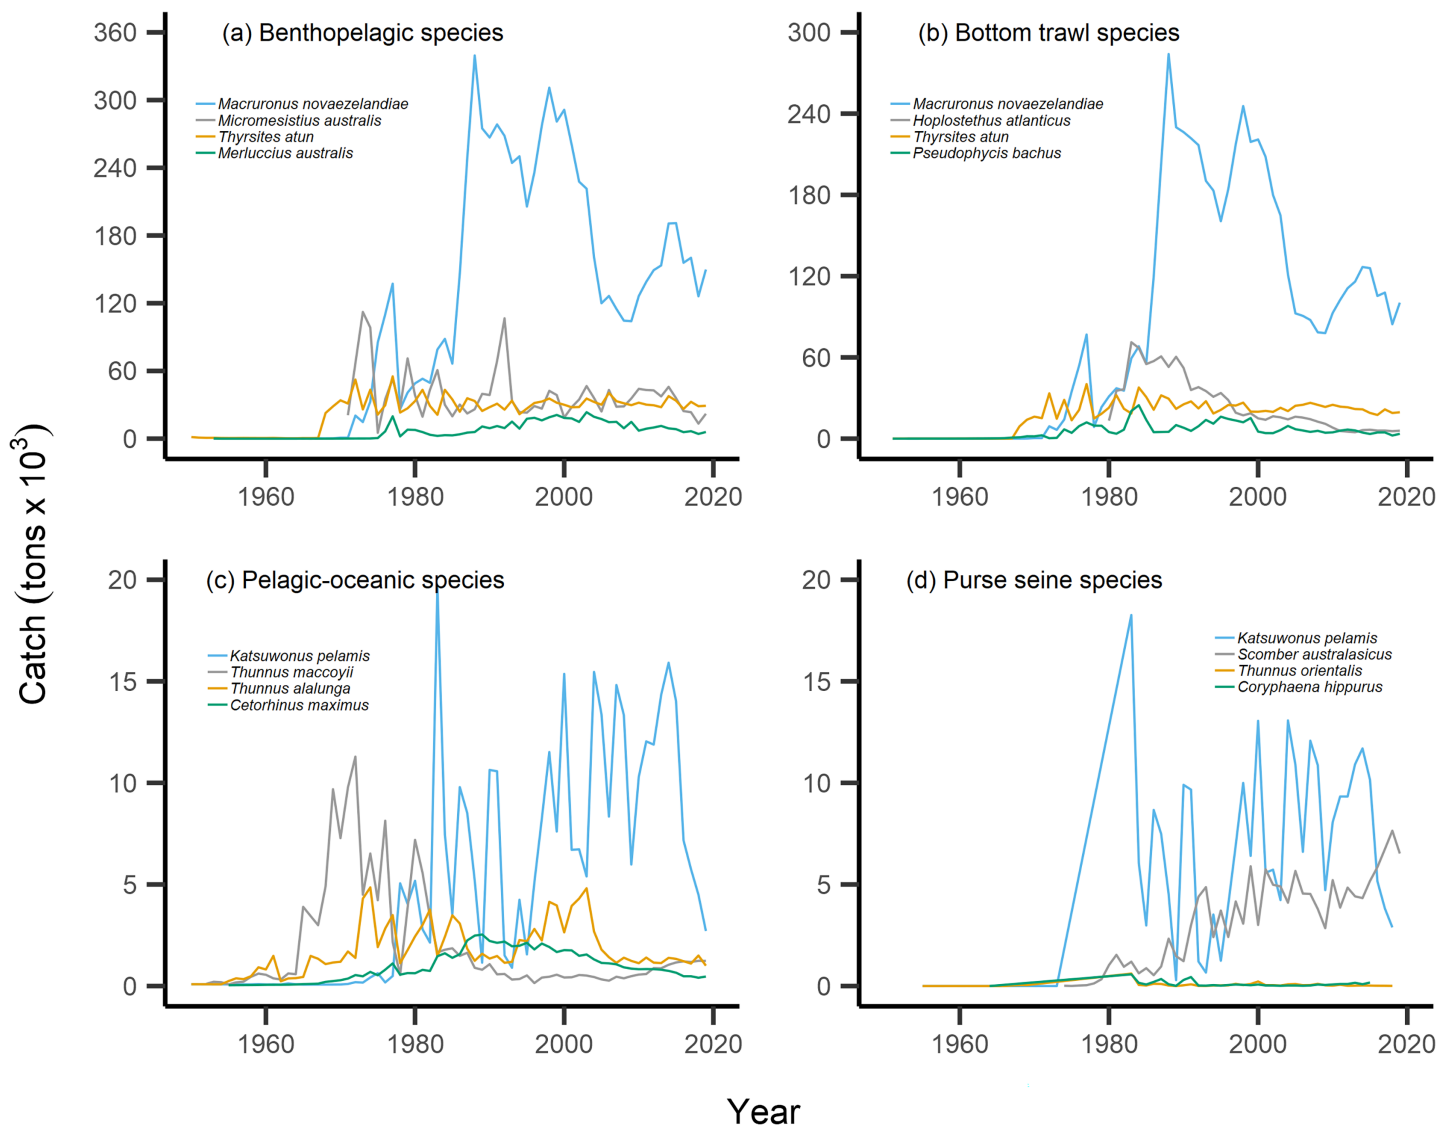 (a) Benthopelagic species
360
300
240
180
120
60
0
Macruronus novaezelandiae
Micromesistius australis
Thyrsites atun
Merluccius australis
1960 1980 2000 2020
(b) Bottom trawl species
300
240
180
120
60
0
Macruronus novaezelandiae
Hoplostethus atlanticus
Thyrsites atun
Pseudophycis bachus
1960 1980 2000 2020
Catch (tons x 10³)
(c) Pelagic-oceanic species
20
15
10
5
0
Katsuwonus pelamis
Thunnus maccoyii
Thunnus alalunga
Cetorhinus maximus
1960 1980 2000 2020
(d) Purse seine species
20
15
10
5
0
Katsuwonus pelamis
Scomber australasicus
Thunnus orientalis
Coryphaena hippurus
1960 1980 2000 2020
Year